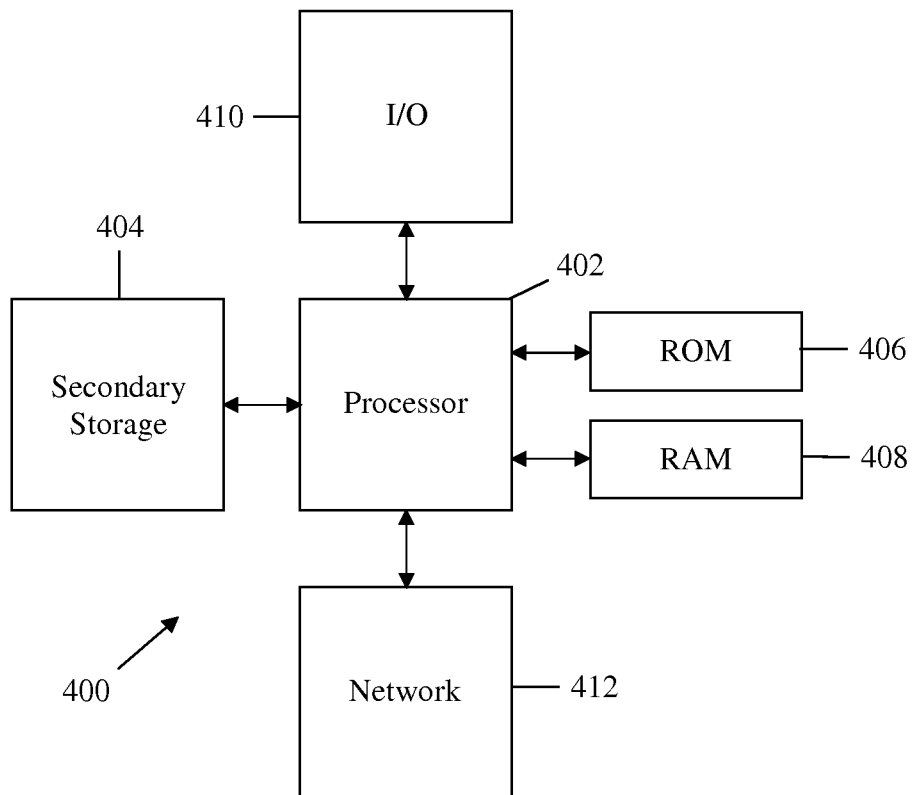 410
I/O
404
402
Secondary
Storage
Processor
ROM
406
RAM
408
400
Network
412